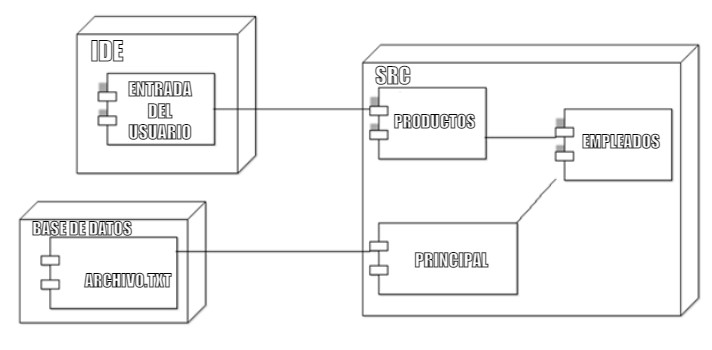 IDE
ENTRADA
DEL
USUARIO
SRC
PRODUCTOS
EMPLEADOS
BASE DE DATOS
ARCHIVO.TXT
PRINCIPAL